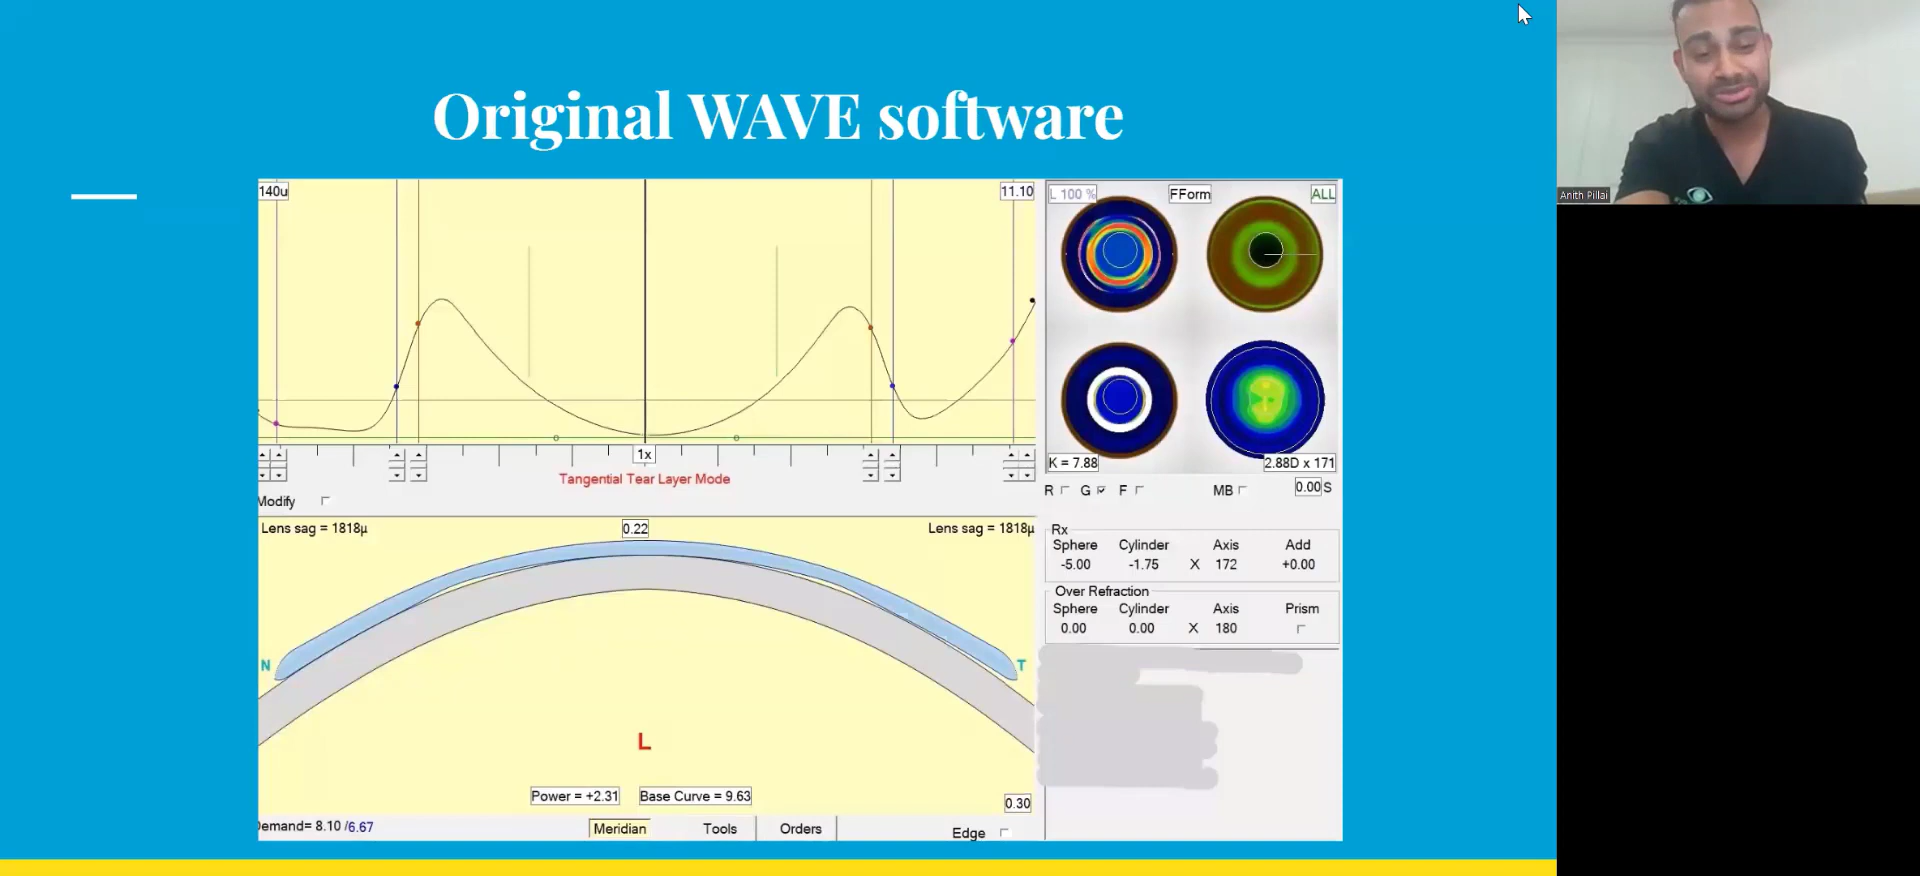 Original WAVE software
140u
11.10
L 100 %
FForm
ALL
1x
Tangential Tear Layer Mode
K = 7.88
2.88D x 171
R G F MB 0.00 S
Modify
Lens sag = 1818µ
0.22
Lens sag = 1818µ
Rx
Sphere Cylinder Axis Add
-5.00 -1.75 X 172 +0.00
Over Refraction
Sphere Cylinder Axis Prism
0.00 0.00 X 180
N
T
L
Power = +2.31
Base Curve = 9.63
0.30
emand= 8.10 /6.67
Meridian
Tools
Orders
Edge
Anith Pillai